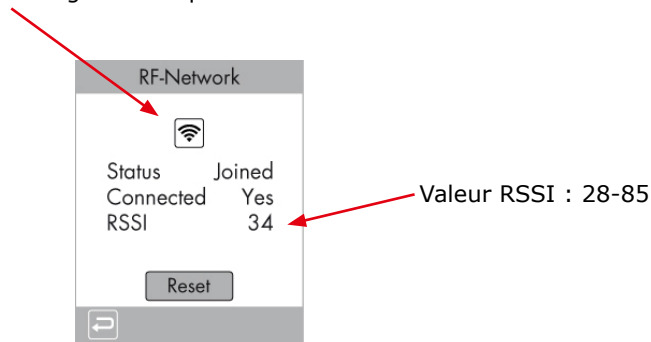 RF-Network
Status Joined
Connected Yes
RSSI 34
Valeur RSSI : 28-85
Reset